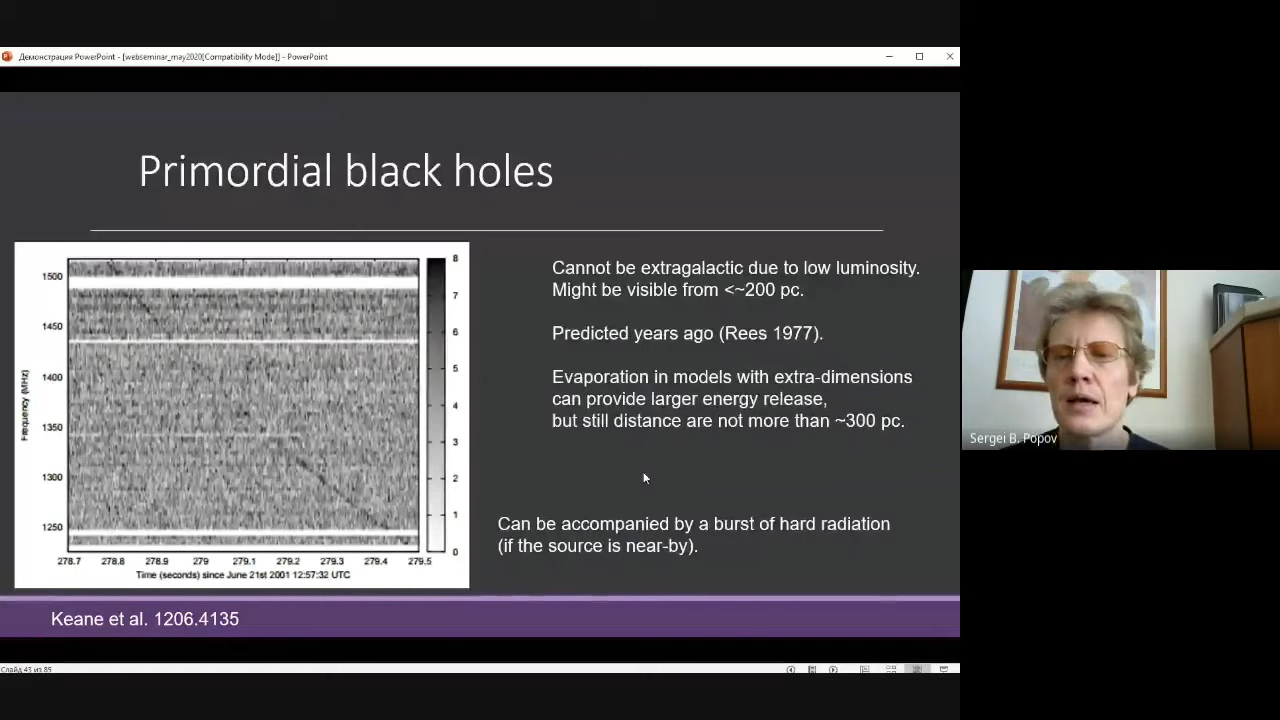 Демонстрация PowerPoint - [webseminar_may2020[Compatibility Mode]] - PowerPoint
Primordial black holes
1500
1450
1400
1350
1300
1250
Frequency (MHz)
278.7 278.8 278.9 279 279.1 279.2 279.3 279.4 279.5
Time (seconds) since June 21st 2001 12:57:32 UTC
8
7
6
5
4
3
2
1
0
Cannot be extragalactic due to low luminosity.
Might be visible from <~200 pc.
Predicted years ago (Rees 1977).
Evaporation in models with extra-dimensions
can provide larger energy release,
but still distance are not more than ~300 pc.
Can be accompanied by a burst of hard radiation
(if the source is near-by).
Keane et al. 1206.4135
Слайд 43 из 85
Sergei B. Popov